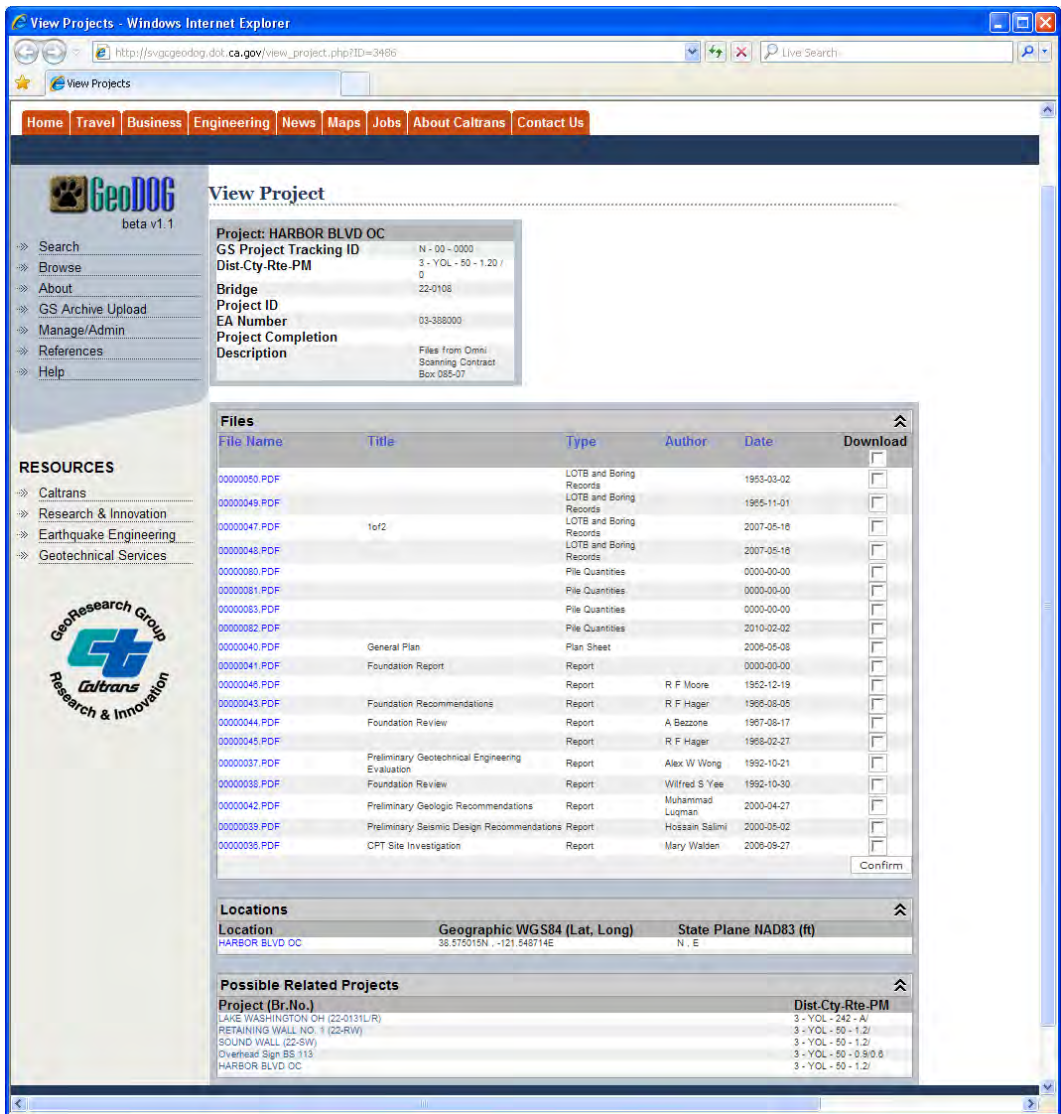 View Projects - Windows Internet Explorer
http://svgcgeodog.dot.ca.gov/view_project.php?ID=3486
Live Search
View Projects
Home Travel Business Engineering News Maps Jobs About Caltrans Contact Us
GeoDOG
beta v1.1
Search
Browse
About
GS Archive Upload
Manage/Admin
References
Help
RESOURCES
Caltrans
Research & Innovation
Earthquake Engineering
Geotechnical Services
GeoResearch Group
Caltrans
Research & Innovation
View Project
Project: HARBOR BLVD OC
GS Project Tracking ID N - 00 - 0000
Dist-Cty-Rte-PM 3 - YOL - 50 - 1.20 /
0
Bridge 22-0108
Project ID
EA Number 03-388000
Project Completion
Description Files from Omni
Scanning Contract
Box 085-07
Files
File Name Title Type Author Date Download
00000050.PDF LOTB and Boring Records 1953-03-02
00000049.PDF LOTB and Boring Records 1965-11-01
00000047.PDF 1of2 LOTB and Boring Records 2007-05-16
00000048.PDF LOTB and Boring Records 2007-05-16
00000080.PDF Pile Quantities 0000-00-00
00000081.PDF Pile Quantities 0000-00-00
00000083.PDF Pile Quantities 0000-00-00
00000082.PDF Pile Quantities 2010-02-02
00000040.PDF General Plan Plan Sheet 2006-05-08
00000041.PDF Foundation Report Report 0000-00-00
00000046.PDF Report R F Moore 1952-12-19
00000043.PDF Foundation Recommendations Report R F Hager 1966-08-05
00000044.PDF Foundation Review Report A Bezzone 1967-08-17
00000045.PDF Report R F Hager 1968-02-27
00000037.PDF Preliminary Geotechnical Engineering Evaluation Report Alex W Wong 1992-10-21
00000038.PDF Foundation Review Report Wilfred S Yee 1992-10-30
00000042.PDF Preliminary Geologic Recommendations Report Muhammad Luqman 2000-04-27
00000039.PDF Preliminary Seismic Design Recommendations Report Hossain Salimi 2000-05-02
00000036.PDF CPT Site Investigation Report Mary Walden 2006-09-27
Confirm
Locations
Location Geographic WGS84 (Lat, Long) State Plane NAD83 (ft)
HARBOR BLVD OC 38.575015N , -121.548714E N , E
Possible Related Projects
Project (Br.No.) Dist-Cty-Rte-PM
LAKE WASHINGTON OH (22-0131L/R) 3 - YOL - 242 - A/
RETAINING WALL NO. 1 (22-RW) 3 - YOL - 50 - 1.2/
SOUND WALL (22-SW) 3 - YOL - 50 - 1.2/
Overhead Sign BS 113 3 - YOL - 50 - 0.9/0.6
HARBOR BLVD OC 3 - YOL - 50 - 1.2/